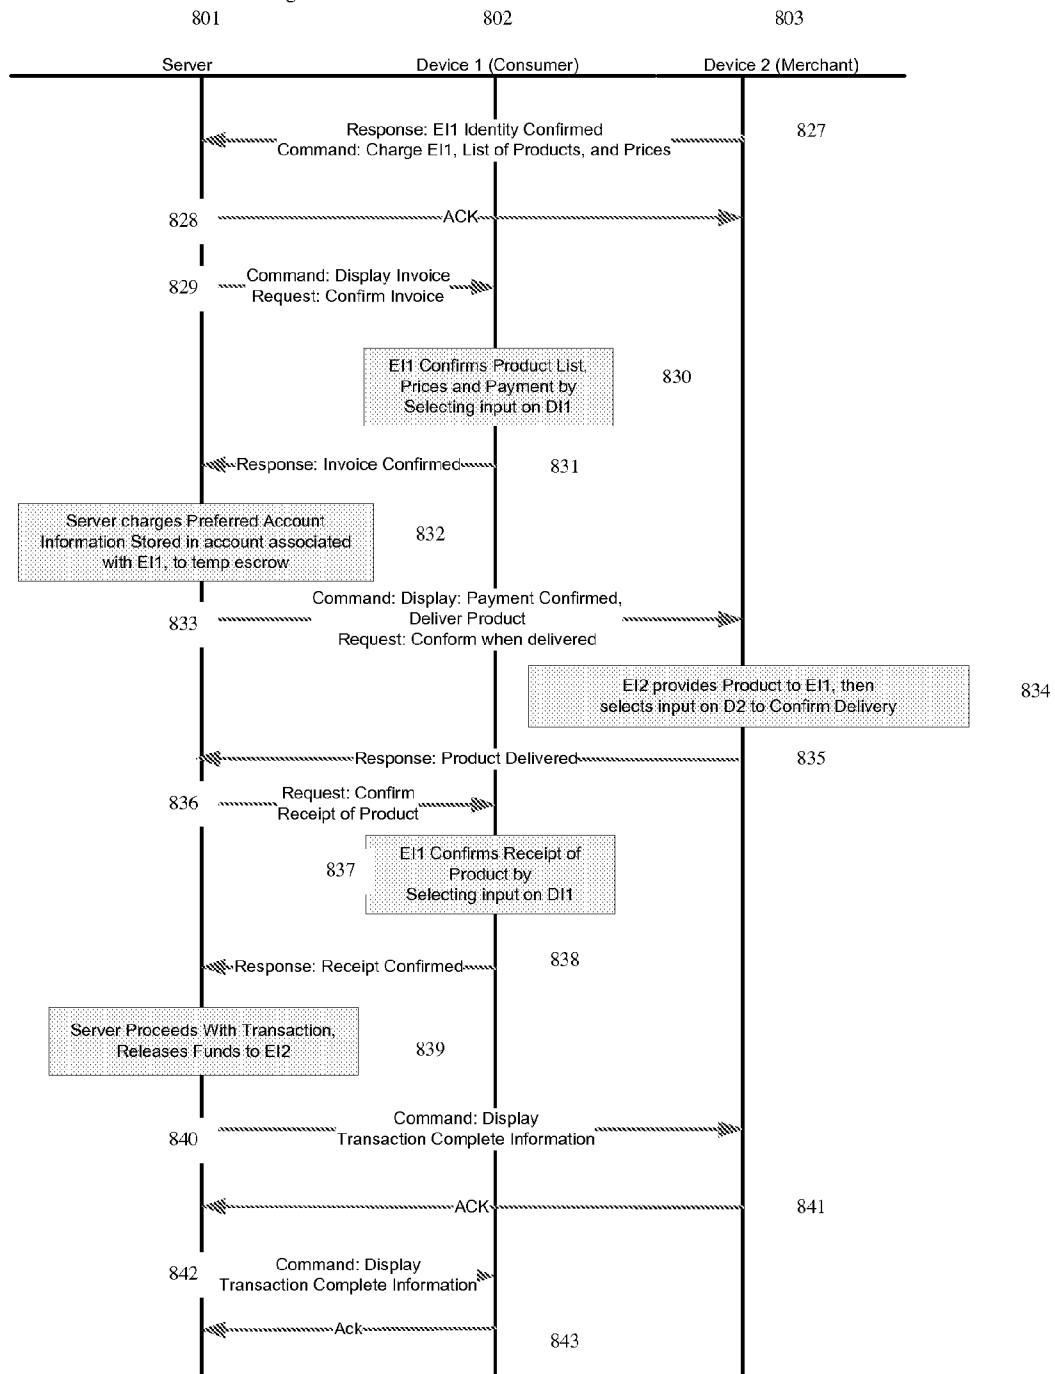 801 802 803
Server Device 1 (Consumer) Device 2 (Merchant)
Response: EI1 Identity Confirmed
Command: Charge EI1, List of Products, and Prices
827
828
ACK
829
Command: Display Invoice
Request: Confirm Invoice
EI1 Confirms Product List,
Prices and Payment by
Selecting input on DI1
830
Response: Invoice Confirmed
831
Server charges Preferred Account
Information Stored in account associated
with EI1, to temp escrow
832
833
Command: Display: Payment Confirmed,
Deliver Product
Request: Conform when delivered
EI2 provides Product to EI1, then
selects input on D2 to Confirm Delivery
834
Response: Product Delivered
835
836
Request: Confirm
Receipt of Product
837
EI1 Confirms Receipt of
Product by
Selecting input on DI1
Response: Receipt Confirmed
838
Server Proceeds With Transaction,
Releases Funds to EI2
839
840
Command: Display
Transaction Complete Information
ACK
841
842
Command: Display
Transaction Complete Information
Ack
843